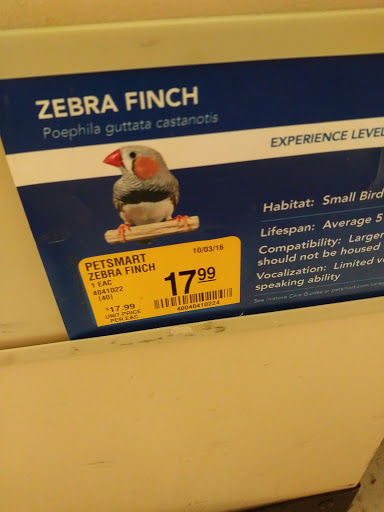 ZEBRA FINCH
Poephila guttata castanotis
EXPERIENCE LEVEL
Habitat: Small Bird
Lifespan: Average 5
Compatibility: Larger
should not be housed
Vocalization: Limited vo
speaking ability
PETSMART 10/03/16
ZEBRA FINCH
1 EAC
4041022
(40)
17.99
$17.99
UNIT PRICE
PER EAC
40040410224